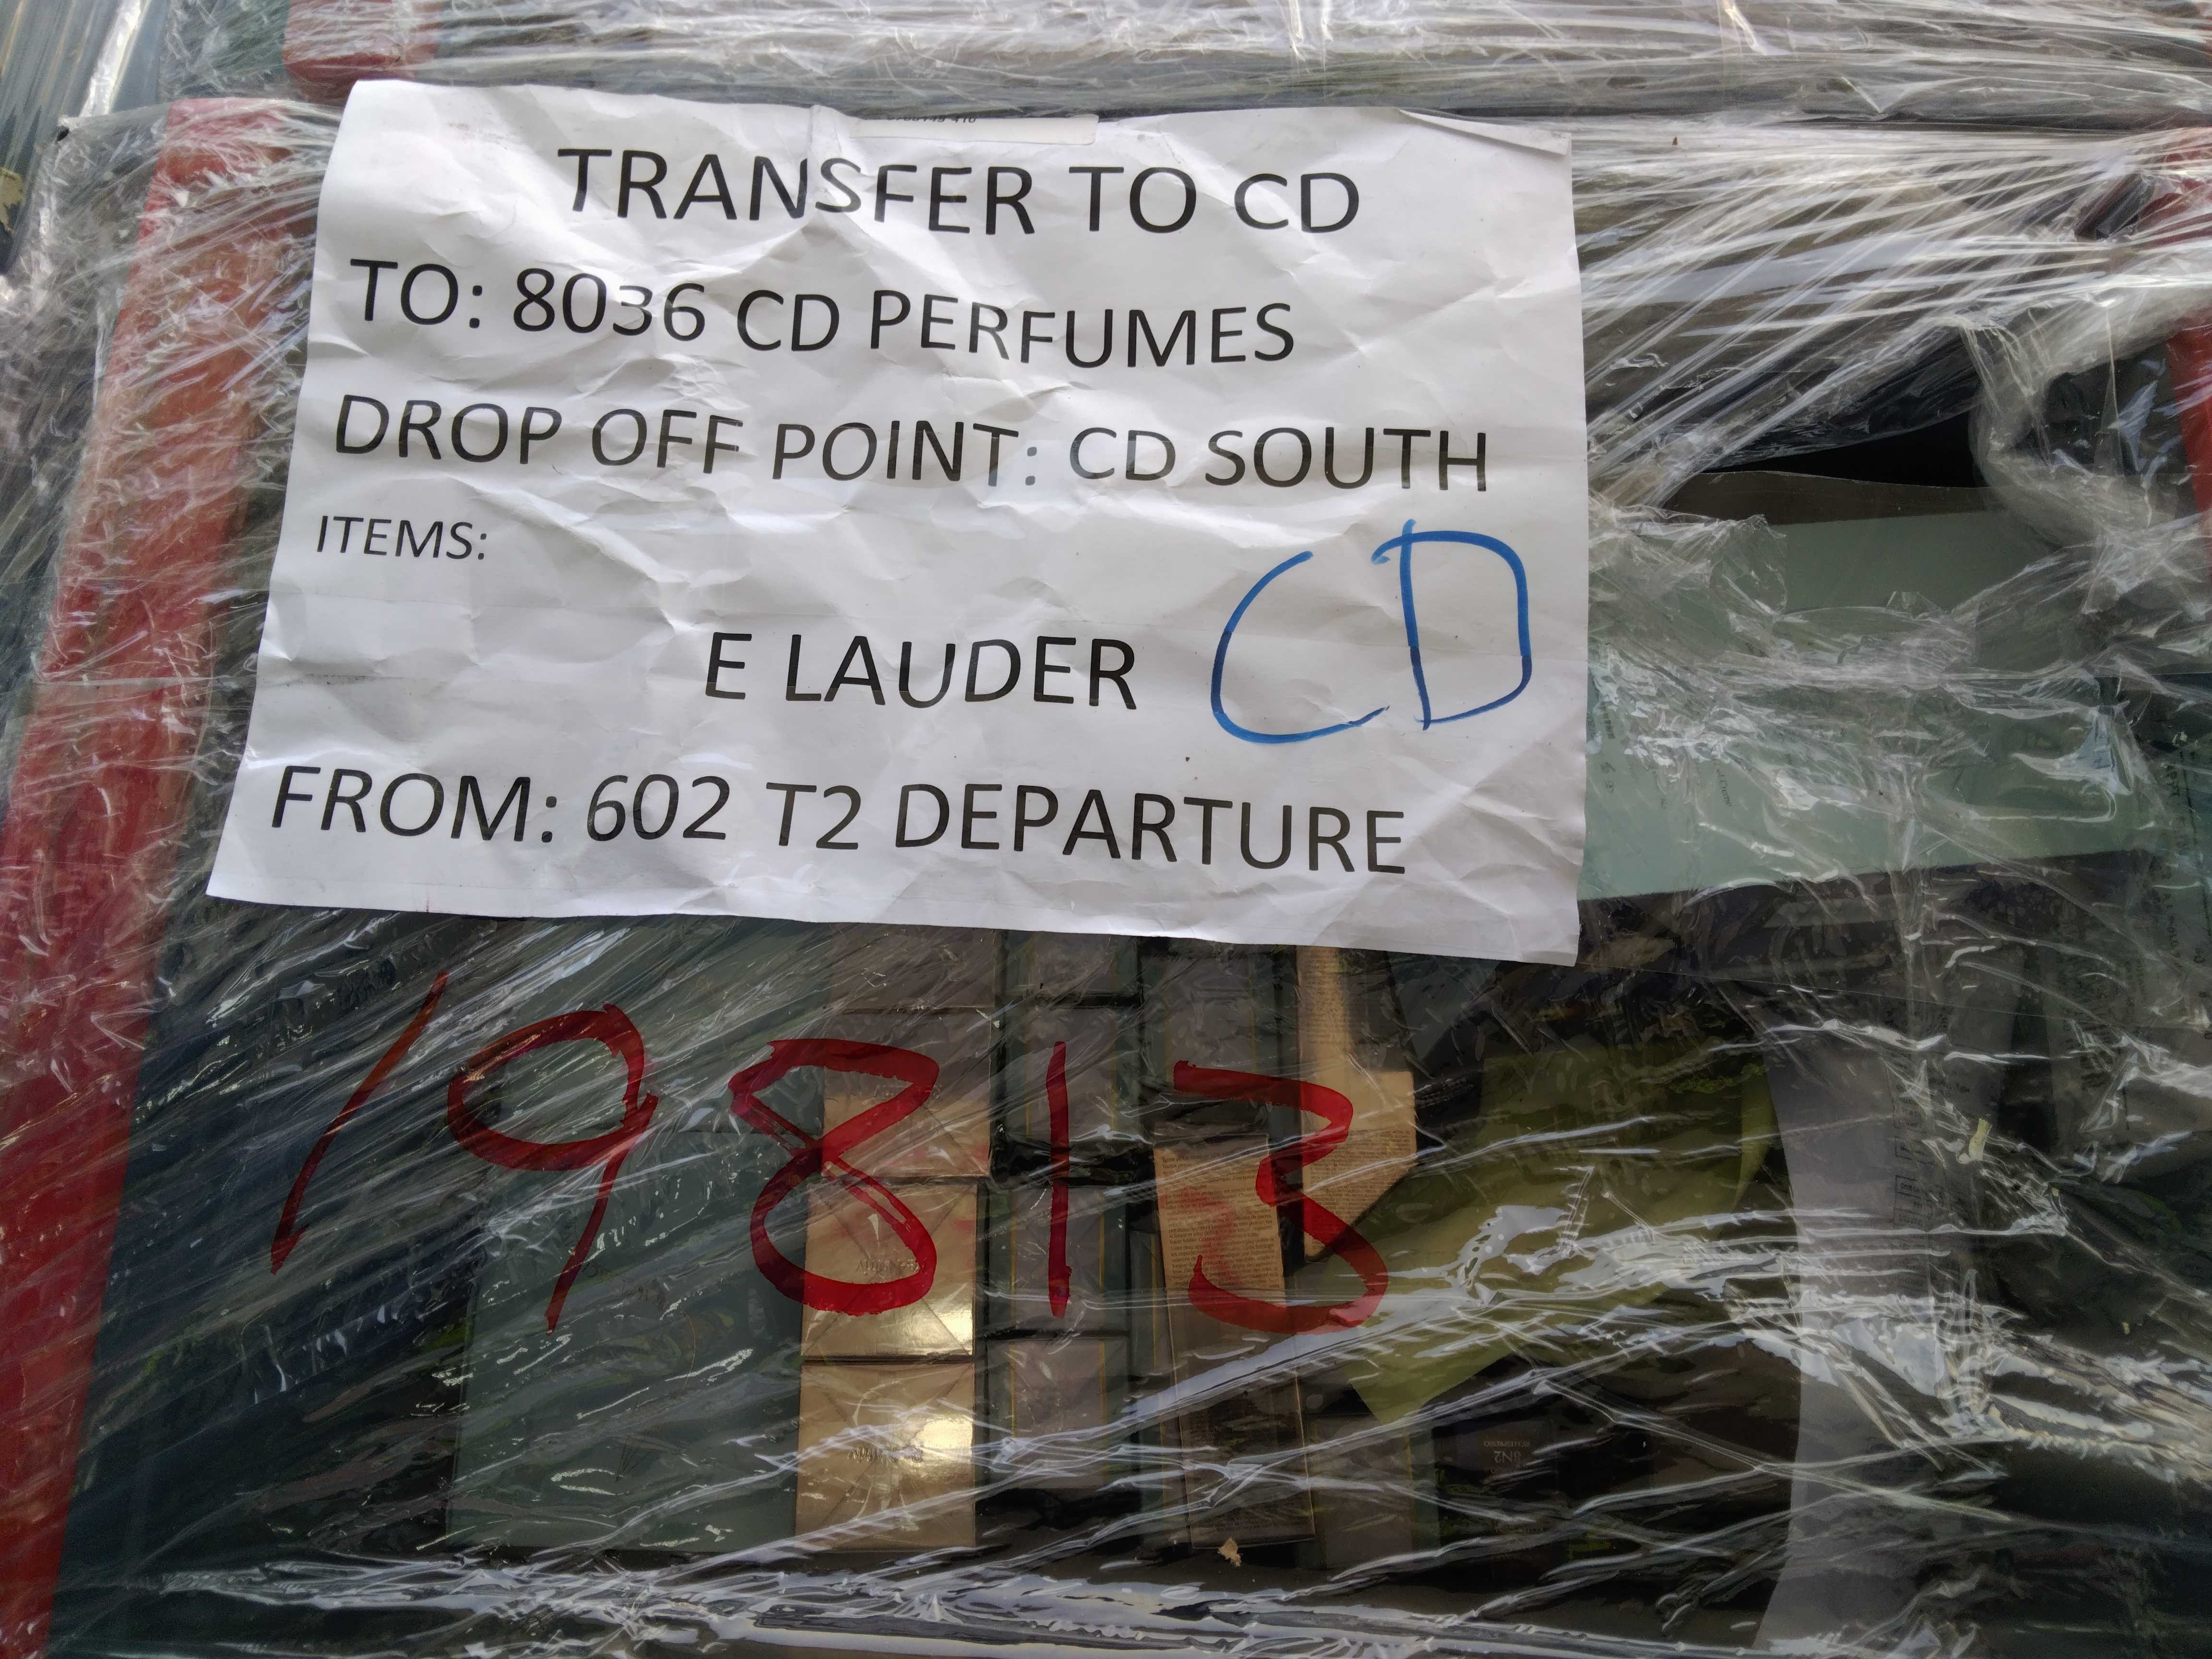 TRANSFER TO CD
TO: 8036 CD PERFUMES
DROP OFF POINT: CD SOUTH
ITEMS:
E LAUDER
CD
FROM: 602 T2 DEPARTURE
19813
8N2